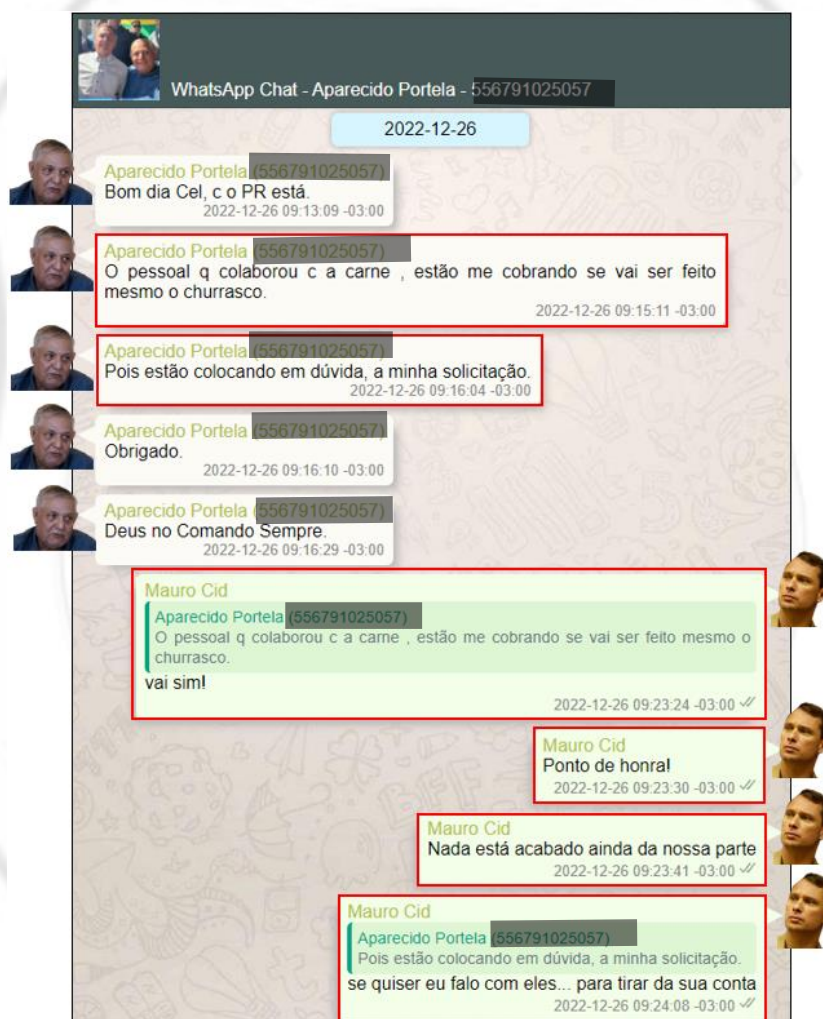 WhatsApp Chat - Aparecido Portela -
2022-12-26
Aparecido Portela
Bom dia Cel, c o PR está.
2022-12-26 09:13:09 -03:00
Aparecido Portela
O pessoal q colaborou c a carne , estão me cobrando se vai ser feito
mesmo o churrasco.
2022-12-26 09:15:11 -03:00
Aparecido Portela
Pois estão colocando em dúvida, a minha solicitação.
2022-12-26 09:16:04 -03:00
Aparecido Portela
Obrigado.
2022-12-26 09:16:10 -03:00
Aparecido Portela
Deus no Comando Sempre.
2022-12-26 09:16:29 -03:00
Mauro Cid
Aparecido Portela
O pessoal q colaborou c a carne , estão me cobrando se vai ser feito mesmo o
churrasco.
vai sim!
2022-12-26 09:23:24 -03:00
Mauro Cid
Ponto de honra!
2022-12-26 09:23:30 -03:00
Mauro Cid
Nada está acabado ainda da nossa parte
2022-12-26 09:23:41 -03:00
Mauro Cid
Aparecido Portela
Pois estão colocando em dúvida, a minha solicitação.
se quiser eu falo com eles... para tirar da sua conta
2022-12-26 09:24:08 -03:00